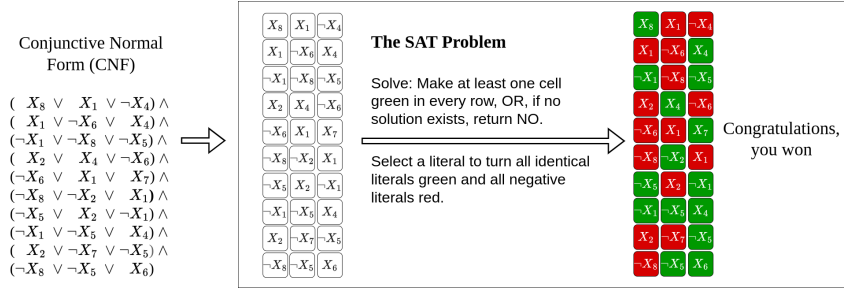 Conjunctive Normal
Form (CNF)
( X₈ ∨ X₁ ∨ ¬X₄) ∧
( X₁ ∨ ¬X₆ ∨ X₄) ∧
(¬X₁ ∨ ¬X₈ ∨ ¬X₅) ∧
( X₂ ∨ X₄ ∨ ¬X₆) ∧
(¬X₆ ∨ X₁ ∨ X₇) ∧
(¬X₈ ∨ ¬X₂ ∨ X₁) ∧
(¬X₅ ∨ X₂ ∨ ¬X₁) ∧
(¬X₁ ∨ ¬X₅ ∨ X₄) ∧
( X₂ ∨ ¬X₇ ∨ ¬X₅) ∧
(¬X₈ ∨ ¬X₅ ∨ X₆)
X₈ X₁ ¬X₄
X₁ ¬X₆ X₄
¬X₁ ¬X₈ ¬X₅
X₂ X₄ ¬X₆
¬X₆ X₁ X₇
¬X₈ ¬X₂ X₁
¬X₅ X₂ ¬X₁
¬X₁ ¬X₅ X₄
X₂ ¬X₇ ¬X₅
¬X₈ ¬X₅ X₆
The SAT Problem
Solve: Make at least one cell
green in every row, OR, if no
solution exists, return NO.
Select a literal to turn all identical
literals green and all negative
literals red.
X₈ X₁ ¬X₄
X₁ ¬X₆ X₄
¬X₁ ¬X₈ ¬X₅
X₂ X₄ ¬X₆
¬X₆ X₁ X₇
¬X₈ ¬X₂ X₁
¬X₅ X₂ ¬X₁
¬X₁ ¬X₅ X₄
X₂ ¬X₇ ¬X₅
¬X₈ ¬X₅ X₆
Congratulations,
you won